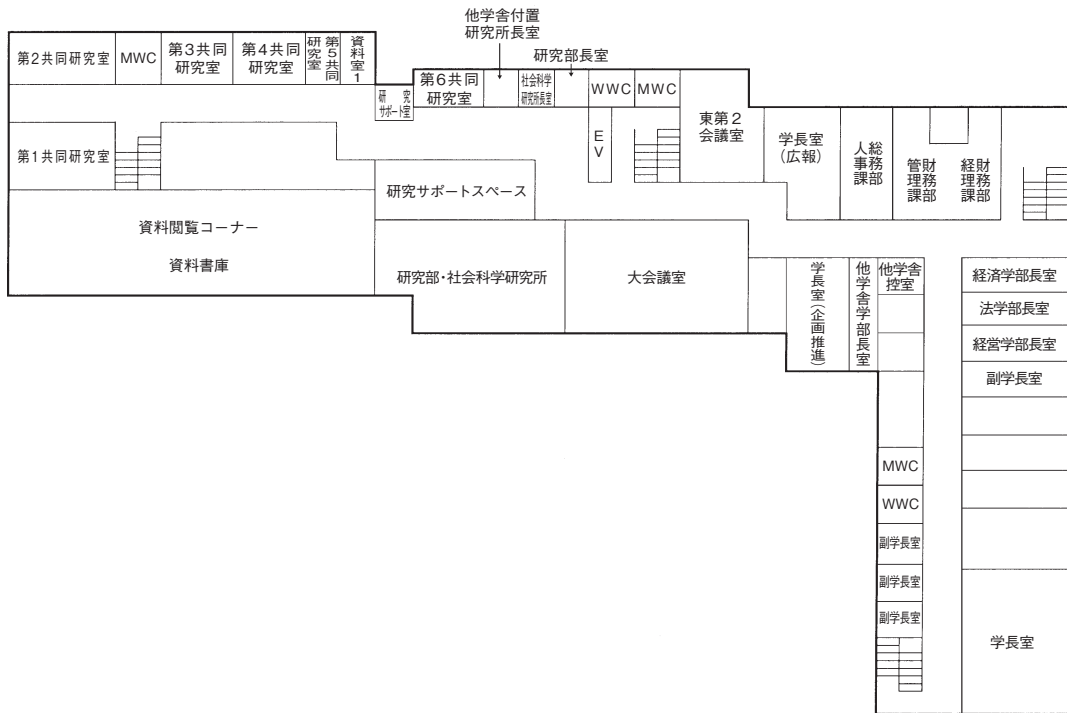 他学舎付置
研究所長室
研究部長室
第2共同研究室
MWC
第3共同
研究室
第4共同
研究室
第5共同
研究室
資料室1
研究
サポート室
第6共同
研究室
社会科学
研究所長室
WWC
MWC
東第2
会議室
EV
第1共同研究室
学長室
(広報)
総務部
人事課
財務部
管理課
財務部
経理課
研究サポートスペース
資料閲覧コーナー
資料書庫
研究部・社会科学研究所
大会議室
学長室(企画推進)
他学舎学部長室
他学舎
控室
経済学部長室
法学部長室
経営学部長室
副学長室
MWC
WWC
副学長室
副学長室
副学長室
学長室